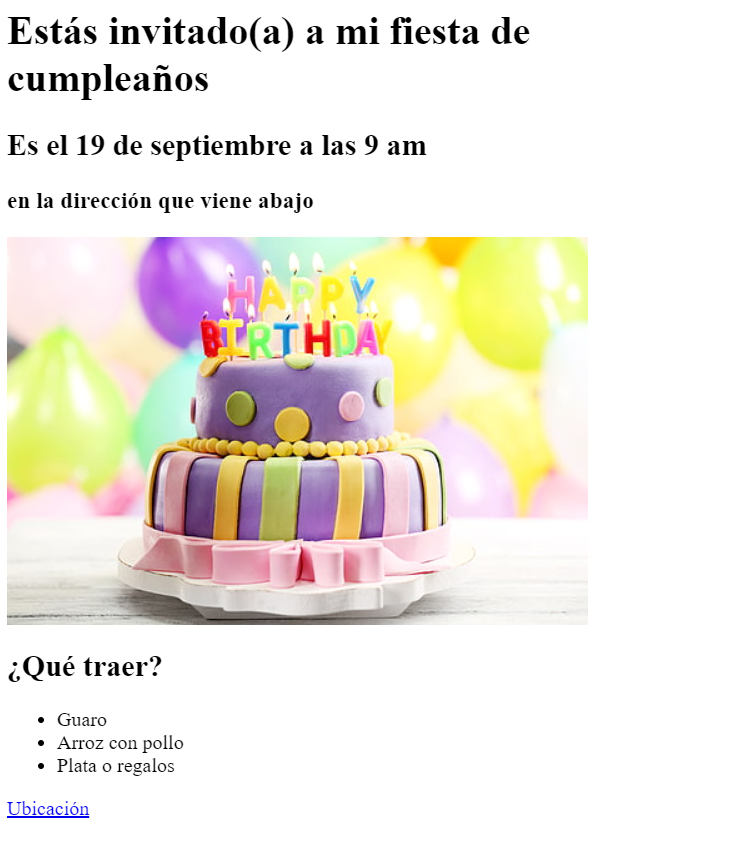 Estás invitado(a) a mi fiesta de
cumpleaños
Es el 19 de septiembre a las 9 am
en la dirección que viene abajo
HAPPY
BIRTHDAY
¿Qué traer?
Guaro
Arroz con pollo
Plata o regalos
Ubicación